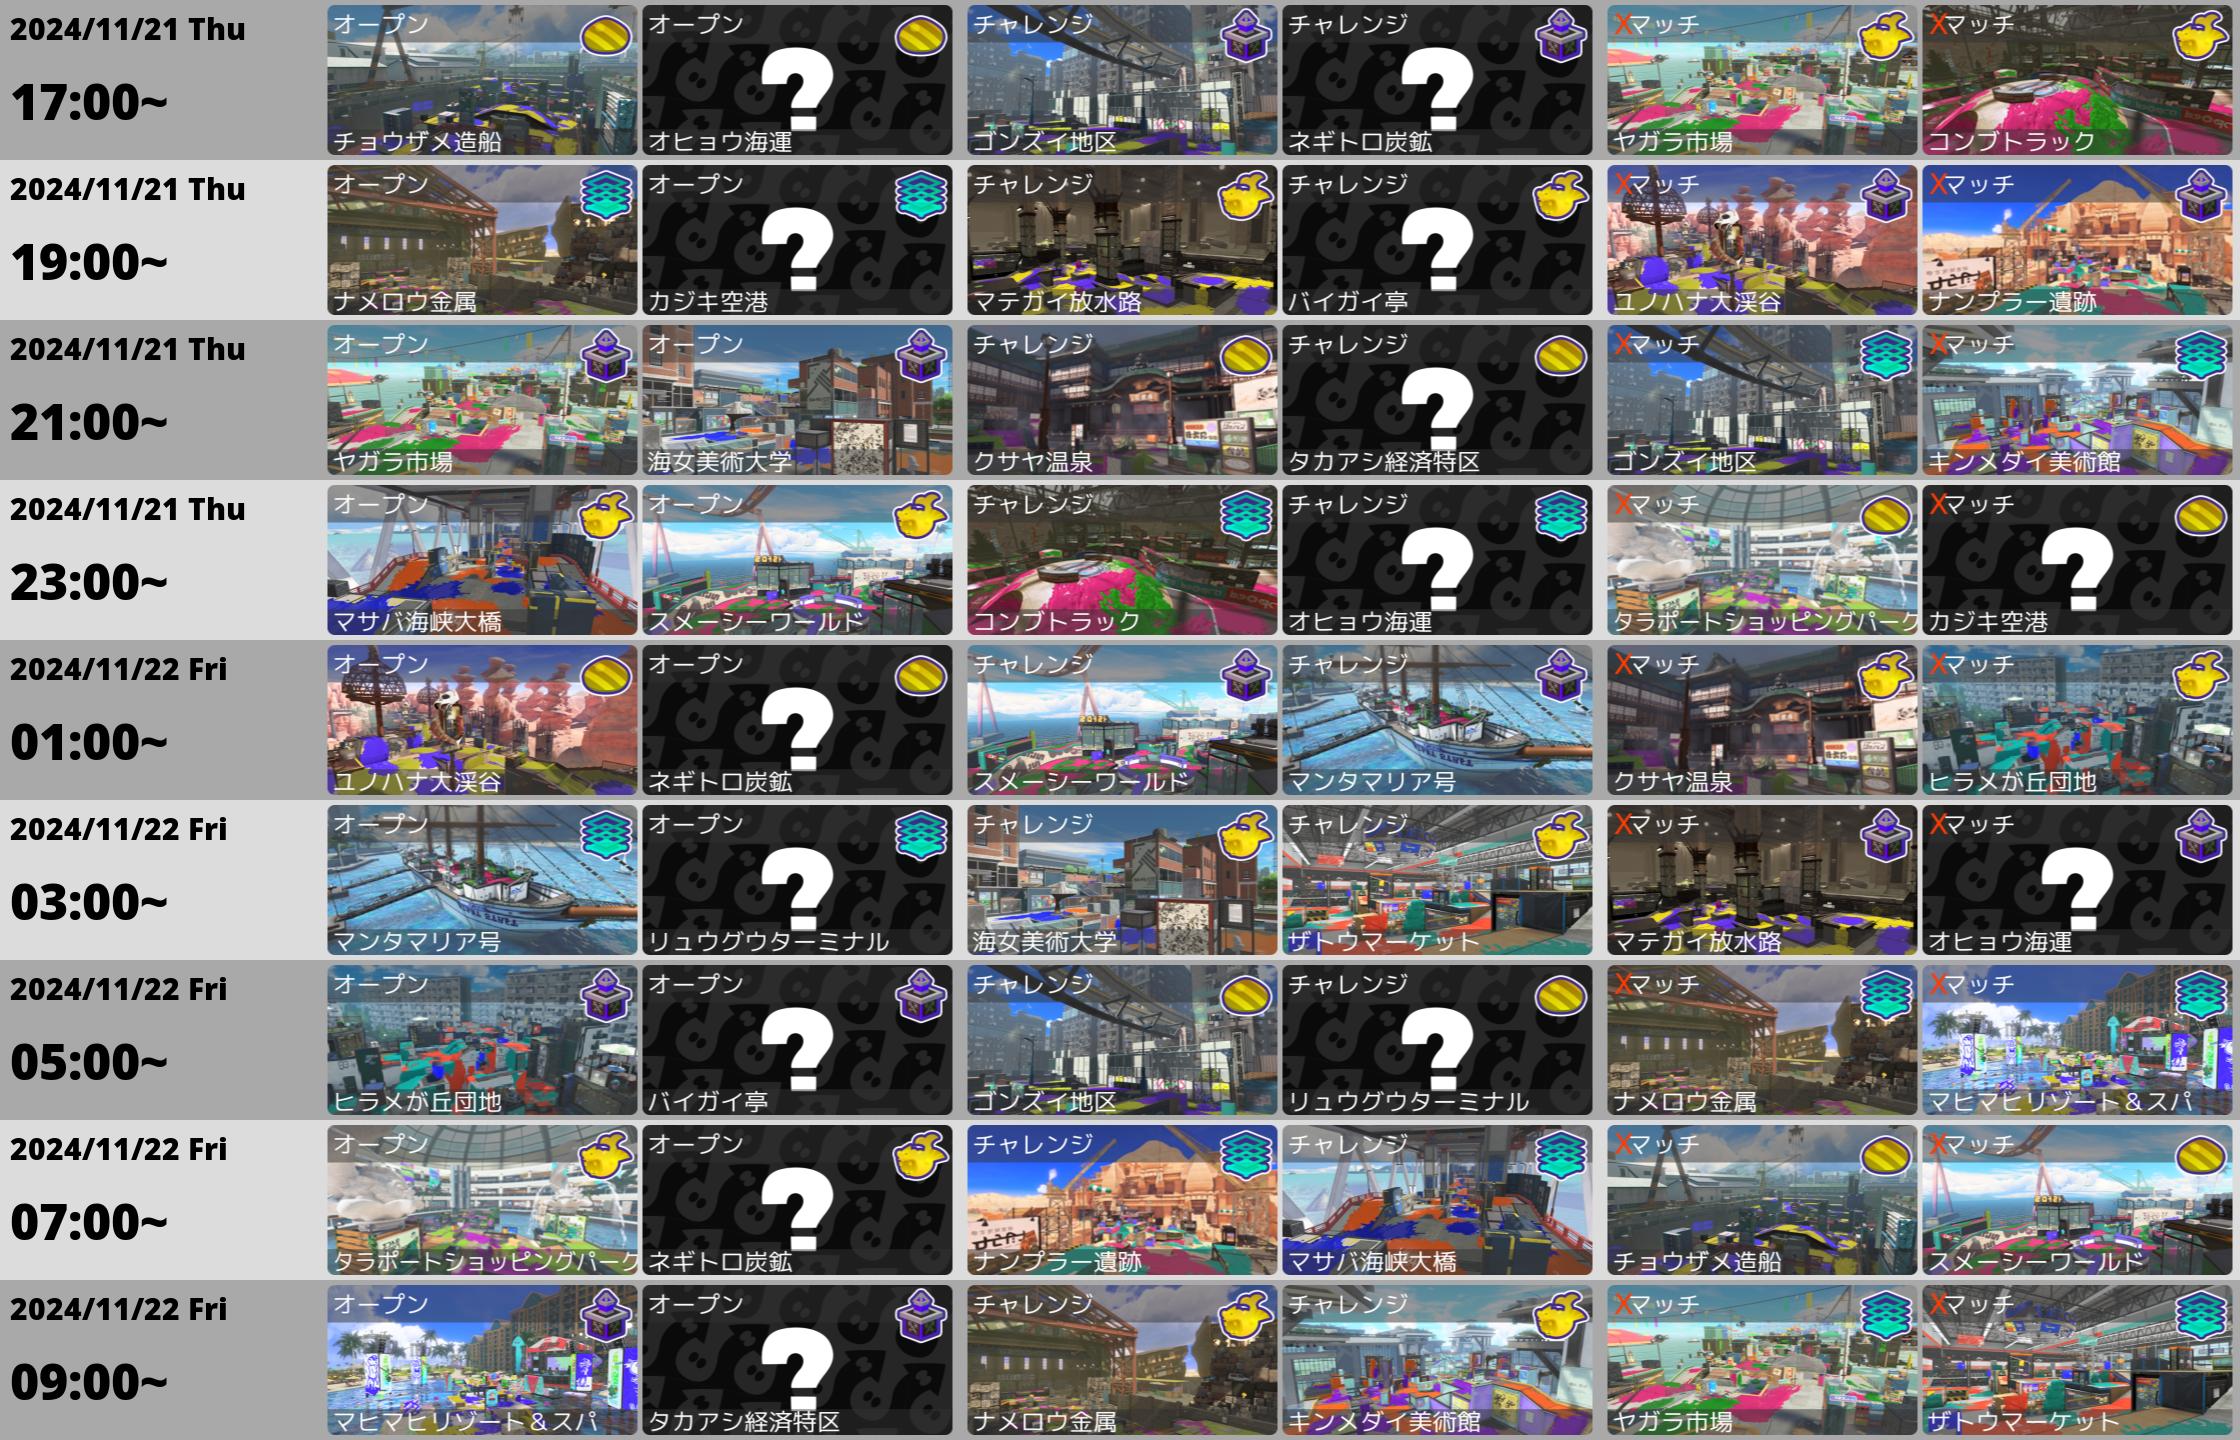 2024/11/21 Thu
17:00~
オープン
チョウザメ造船
オープン
オヒョウ海運
チャレンジ
ゴンズイ地区
チャレンジ
ネギトロ炭鉱
Xマッチ
ヤガラ市場
Xマッチ
コンブトラック
2024/11/21 Thu
19:00~
オープン
ナメロウ金属
オープン
カジキ空港
チャレンジ
マテガイ放水路
チャレンジ
バイガイ亭
Xマッチ
ユノハナ大渓谷
Xマッチ
ナンプラー遺跡
2024/11/21 Thu
21:00~
オープン
ヤガラ市場
オープン
海女美術大学
チャレンジ
クサヤ温泉
チャレンジ
タカアシ経済特区
Xマッチ
ゴンズイ地区
Xマッチ
キンメダイ美術館
2024/11/21 Thu
23:00~
オープン
マサバ海峡大橋
オープン
スメーシーワールド
チャレンジ
コンブトラック
チャレンジ
オヒョウ海運
Xマッチ
タラポートショッピングパーク
Xマッチ
カジキ空港
2024/11/22 Fri
01:00~
オープン
ユノハナ大渓谷
オープン
ネギトロ炭鉱
チャレンジ
スメーシーワールド
チャレンジ
マンタマリア号
Xマッチ
クサヤ温泉
Xマッチ
ヒラメが丘団地
2024/11/22 Fri
03:00~
オープン
マンタマリア号
オープン
リュウグウターミナル
チャレンジ
海女美術大学
チャレンジ
ザトウマーケット
Xマッチ
マテガイ放水路
Xマッチ
オヒョウ海運
2024/11/22 Fri
05:00~
オープン
ヒラメが丘団地
オープン
バイガイ亭
チャレンジ
ゴンズイ地区
チャレンジ
リュウグウターミナル
Xマッチ
ナメロウ金属
Xマッチ
マヒマヒリゾート&スパ
2024/11/22 Fri
07:00~
オープン
タラポートショッピングパーク
オープン
ネギトロ炭鉱
チャレンジ
ナンプラー遺跡
チャレンジ
マサバ海峡大橋
Xマッチ
チョウザメ造船
Xマッチ
スメーシーワールド
2024/11/22 Fri
09:00~
オープン
マヒマヒリゾート&スパ
オープン
タカアシ経済特区
チャレンジ
ナメロウ金属
チャレンジ
キンメダイ美術館
Xマッチ
ヤガラ市場
Xマッチ
ザトウマーケット